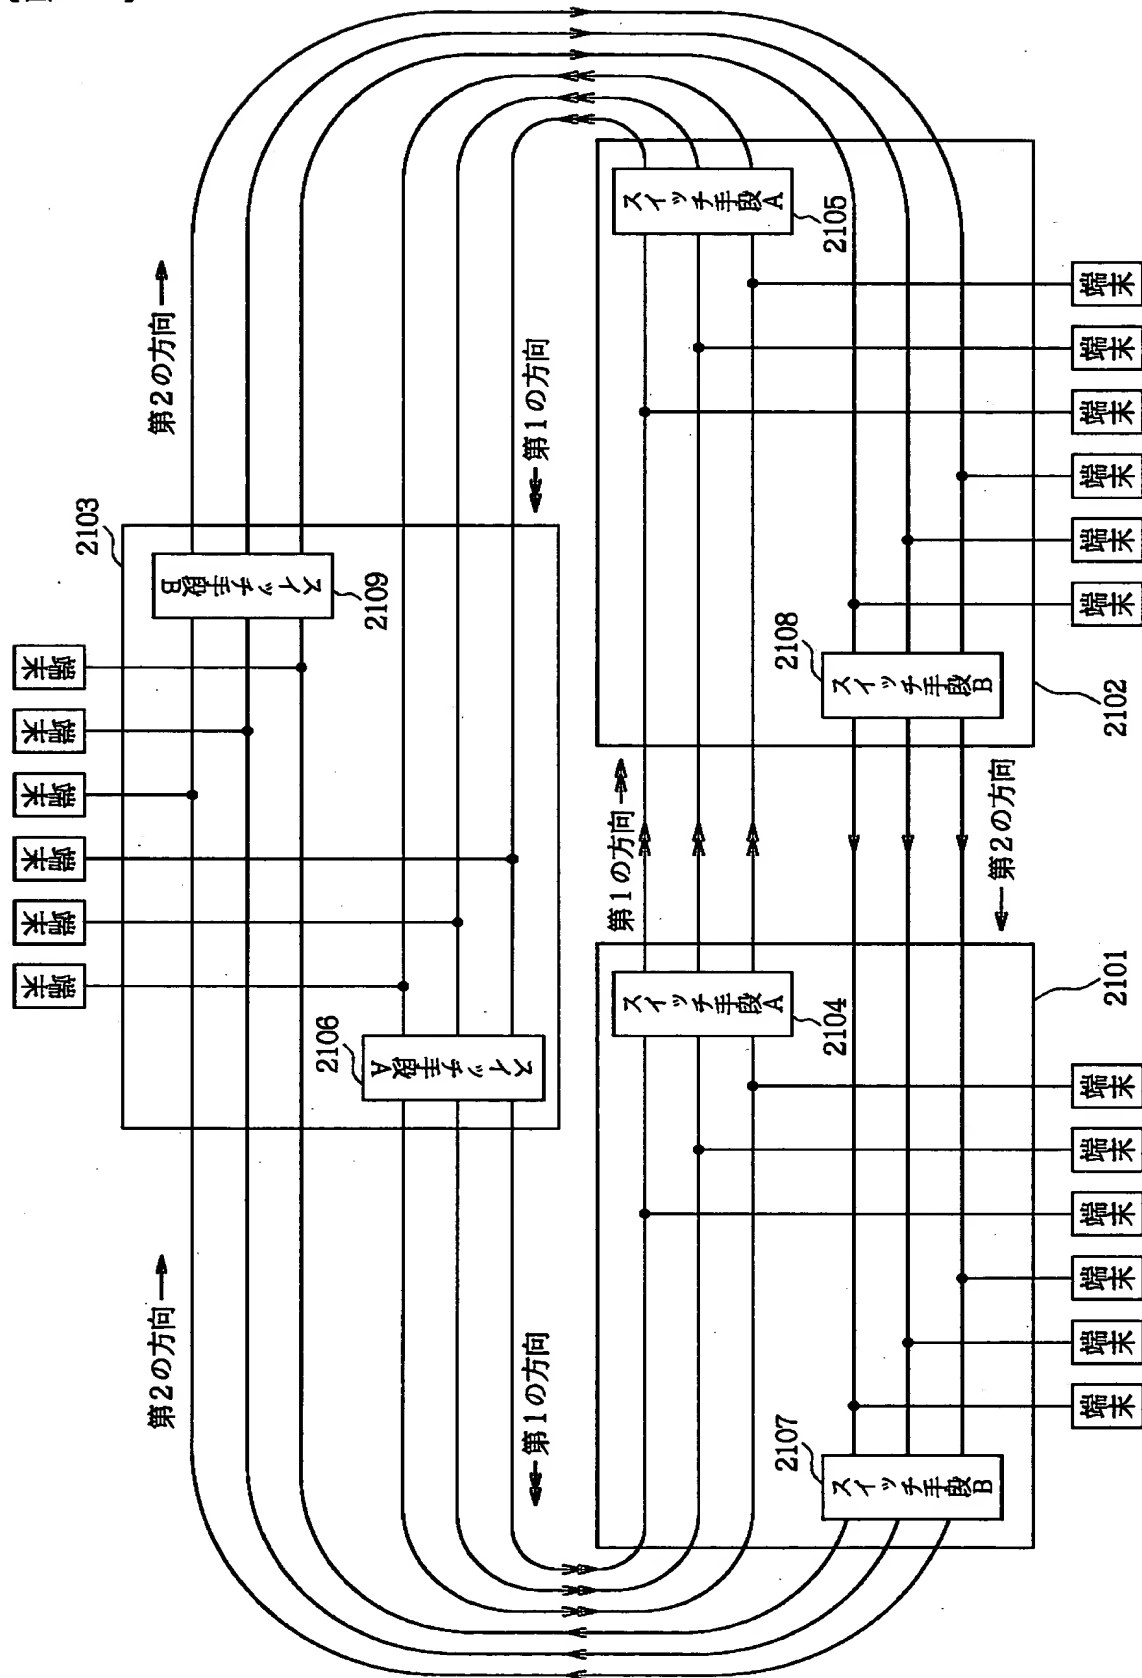 第2の方向
第2の方向
第1の方向
第1の方向
2103
スイッチ手段B
2109
端末
端末
端末
端末
端末
端末
2106
スイッチ手段A
スイッチ手段A
2105
端末
端末
端末
端末
端末
端末
2108
スイッチ手段B
2102
第1の方向
第2の方向
2101
スイッチ手段A
2104
端末
端末
端末
端末
端末
端末
2107
スイッチ手段B